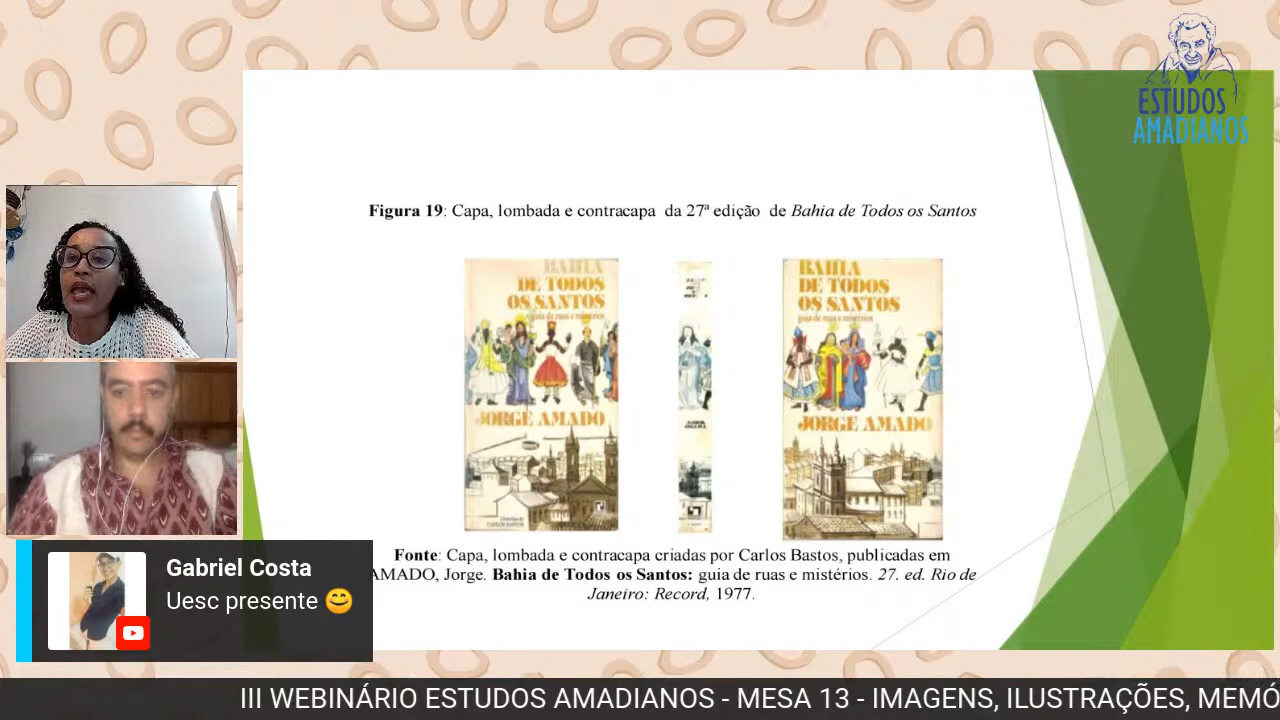 ESTUDOS
AMADIANOS
Figura 19: Capa, lombada e contracapa da 27ª edição de Bahia de Todos os Santos
BAHIA
DE TODOS
OS SANTOS
guia de ruas e mistérios
JORGE AMADO
CARLOS BASTOS
BAHIA
DE TODOS
OS SANTOS
guia de ruas e mistérios
JORGE AMADO
Fonte: Capa, lombada e contracapa criadas por Carlos Bastos, publicadas em
AMADO, Jorge. Bahia de Todos os Santos: guia de ruas e mistérios. 27. ed. Rio de
Janeiro: Record, 1977.
Gabriel Costa
Uesc presente 😊
III WEBINÁRIO ESTUDOS AMADIANOS - MESA 13 - IMAGENS, ILUSTRAÇÕES, MEMÓ